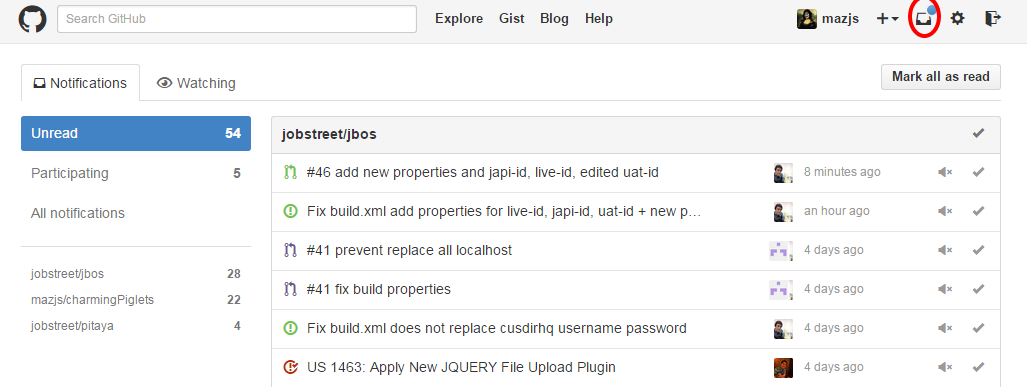 Search GitHub Explore Gist Blog Help mazjs
Notifications Watching Mark all as read
Unread 54
Participating 5
All notifications
jobstreet/jbos 28
mazjs/charmingPiglets 22
jobstreet/pitaya 4
jobstreet/jbos
#46 add new properties and japi-id, live-id, edited uat-id 8 minutes ago
Fix build.xml add properties for live-id, japi-id, uat-id + new p… an hour ago
#41 prevent replace all localhost 4 days ago
#41 fix build properties 4 days ago
Fix build.xml does not replace cusdirhq username password 4 days ago
US 1463: Apply New JQUERY File Upload Plugin 4 days ago